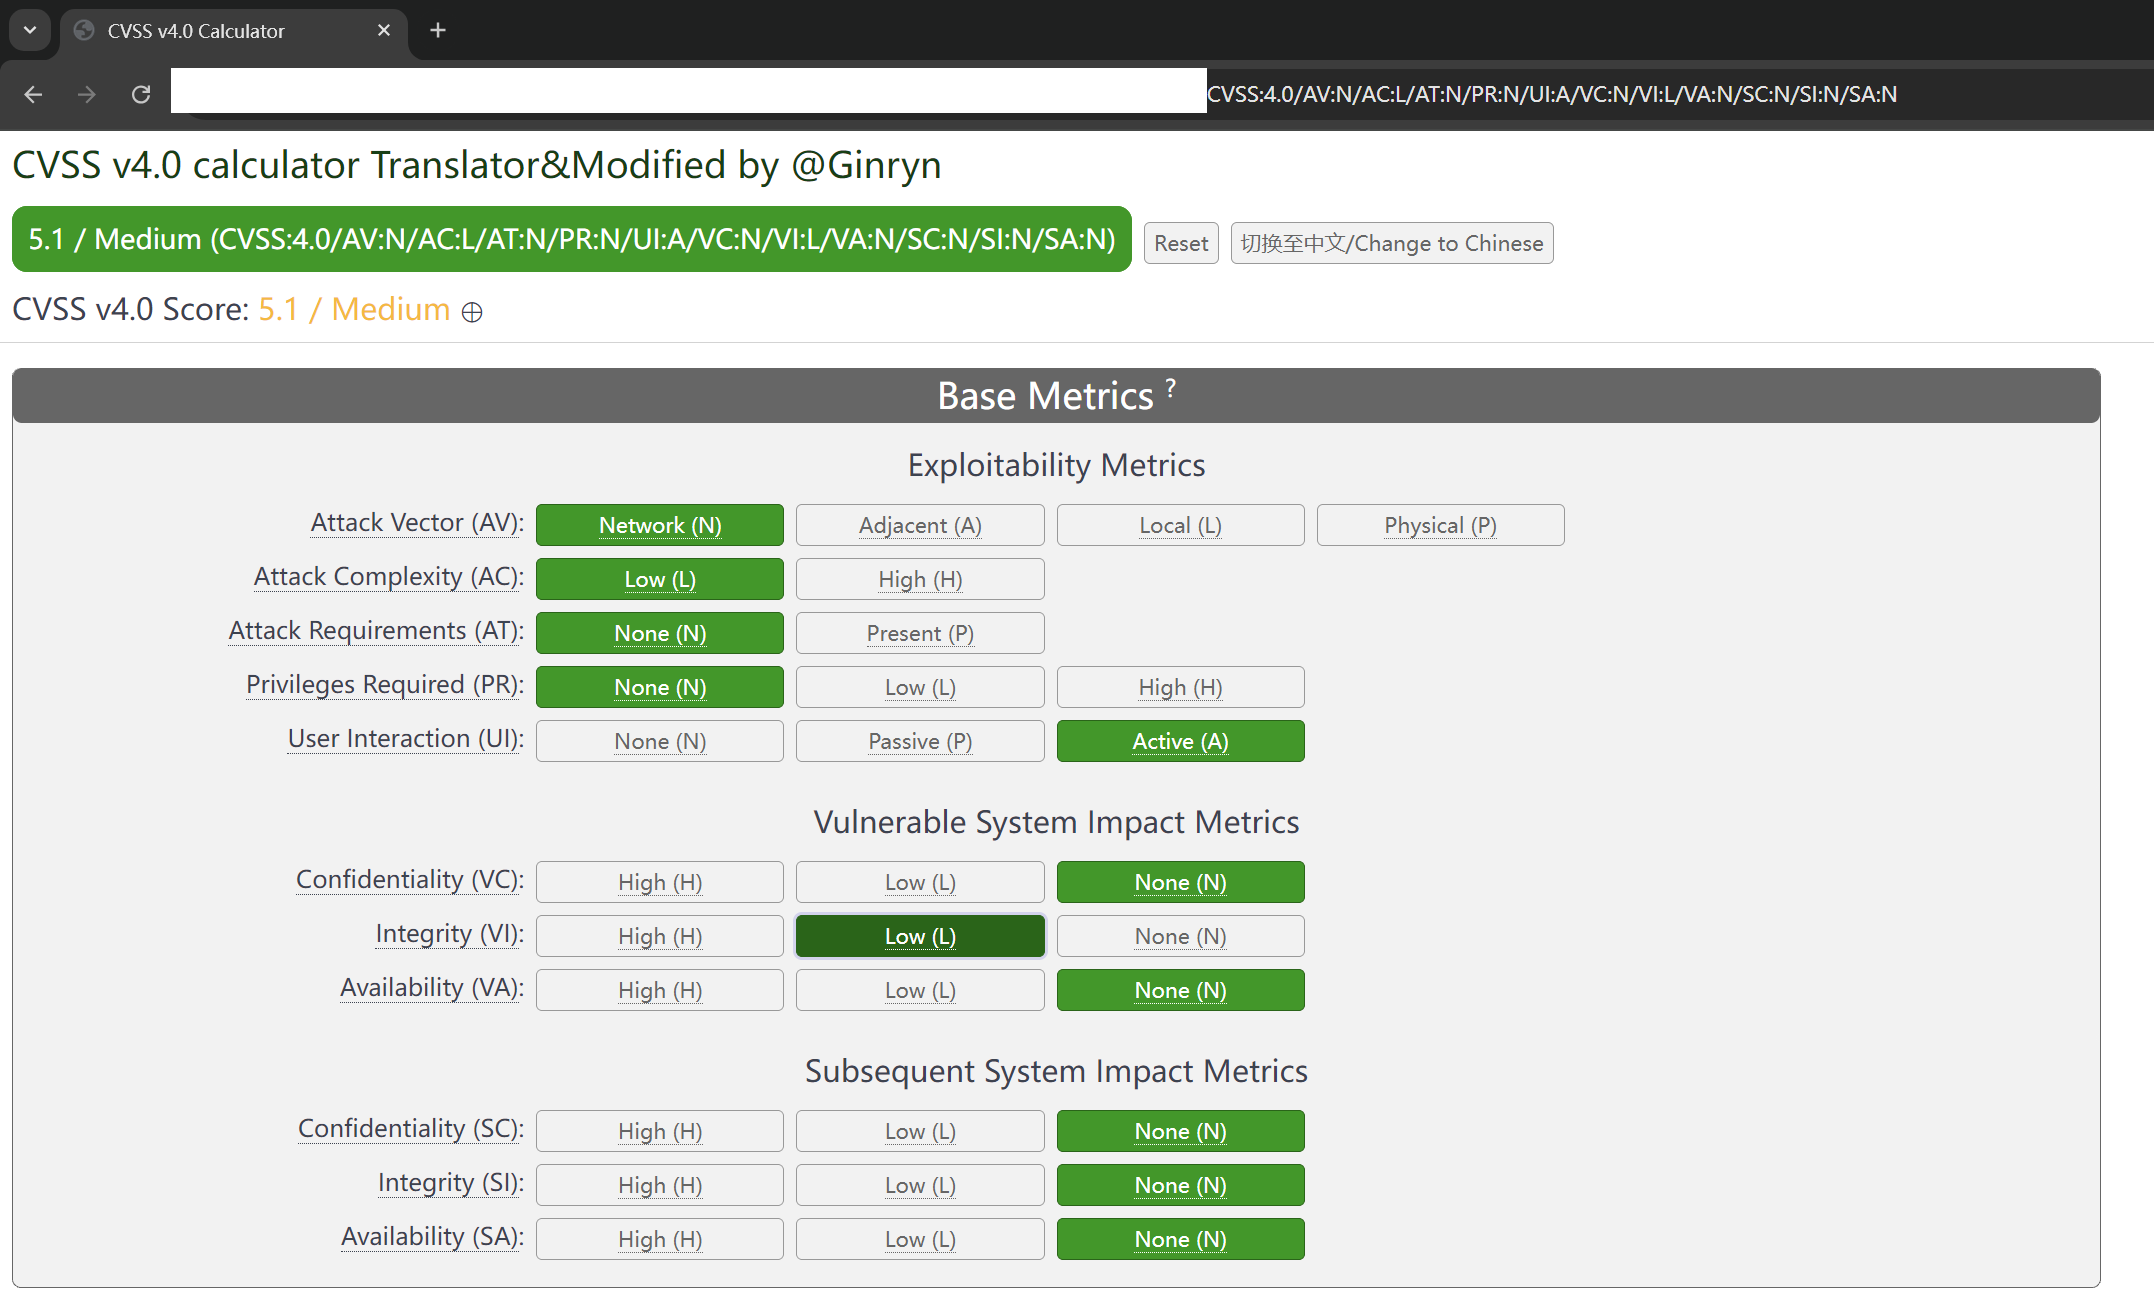 CVSS v4.0 Calculator
CVSS:4.0/AV:N/AC:L/AT:N/PR:N/UI:A/VC:N/VI:L/VA:N/SC:N/SI:N/SA:N
CVSS v4.0 calculator Translator&Modified by @Ginryn
5.1 / Medium (CVSS:4.0/AV:N/AC:L/AT:N/PR:N/UI:A/VC:N/VI:L/VA:N/SC:N/SI:N/SA:N) Reset 切换至中文/Change to Chinese
CVSS v4.0 Score: 5.1 / Medium ⊕
Base Metrics ?
Exploitability Metrics
Attack Vector (AV): Network (N) Adjacent (A) Local (L) Physical (P)
Attack Complexity (AC): Low (L) High (H)
Attack Requirements (AT): None (N) Present (P)
Privileges Required (PR): None (N) Low (L) High (H)
User Interaction (UI): None (N) Passive (P) Active (A)
Vulnerable System Impact Metrics
Confidentiality (VC): High (H) Low (L) None (N)
Integrity (VI): High (H) Low (L) None (N)
Availability (VA): High (H) Low (L) None (N)
Subsequent System Impact Metrics
Confidentiality (SC): High (H) Low (L) None (N)
Integrity (SI): High (H) Low (L) None (N)
Availability (SA): High (H) Low (L) None (N)